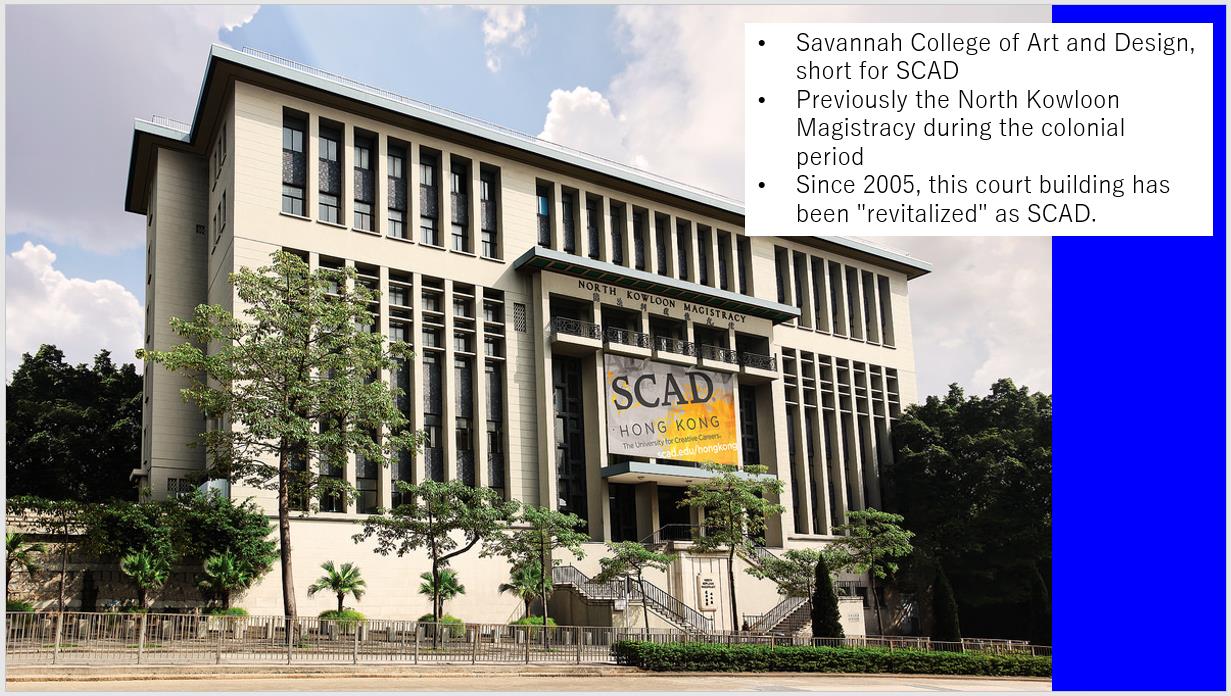 • Savannah College of Art and Design,
short for SCAD
• Previously the North Kowloon
Magistracy during the colonial
period
• Since 2005, this court building has
been "revitalized" as SCAD.
NORTH KOWLOON MAGISTRACY
SCAD
HONG KONG
The University for Creative Careers
scad.edu/hongkong